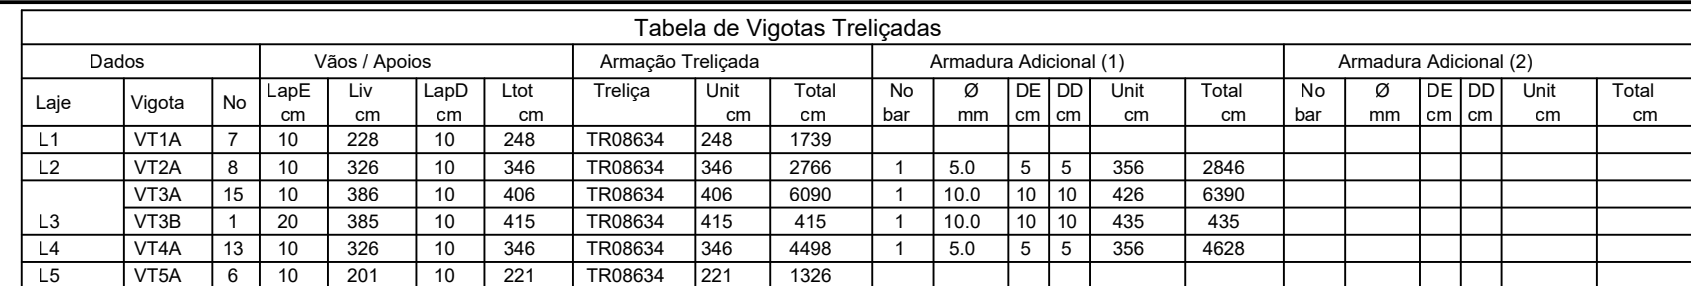 Tabela de Vigotas Treliçadas
Dados Vãos / Apoios Armação Treliçada Armadura Adicional (1) Armadura Adicional (2)
Laje Vigota No LapE cm Liv cm LapD cm Ltot cm Treliça Unit cm Total cm No bar Ø mm DE cm DD cm Unit cm Total cm No bar Ø mm DE cm DD cm Unit cm Total cm
L1 VT1A 7 10 228 10 248 TR08634 248 1739
L2 VT2A 8 10 326 10 346 TR08634 346 2766 1 5.0 5 5 356 2846
VT3A 15 10 386 10 406 TR08634 406 6090 1 10.0 10 10 426 6390
L3 VT3B 1 20 385 10 415 TR08634 415 415 1 10.0 10 10 435 435
L4 VT4A 13 10 326 10 346 TR08634 346 4498 1 5.0 5 5 356 4628
L5 VT5A 6 10 201 10 221 TR08634 221 1326